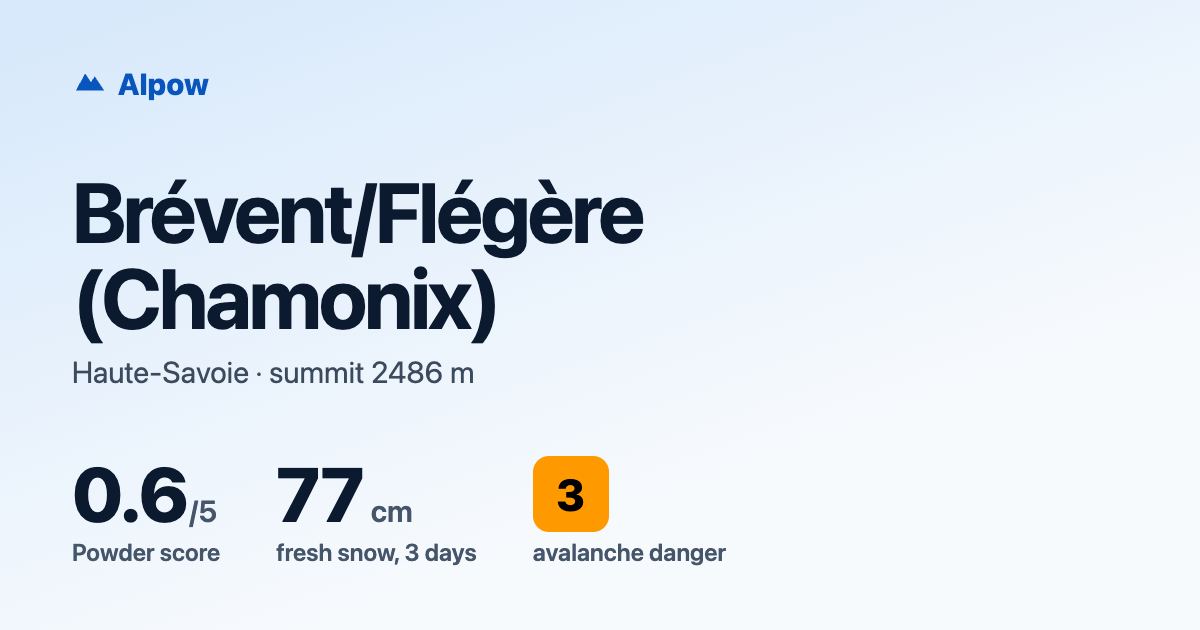 Alpow
Brévent/Flégère
(Chamonix)
Haute-Savoie · summit 2486 m
0.6/5
Powder score
77 cm
fresh snow, 3 days
3
avalanche danger